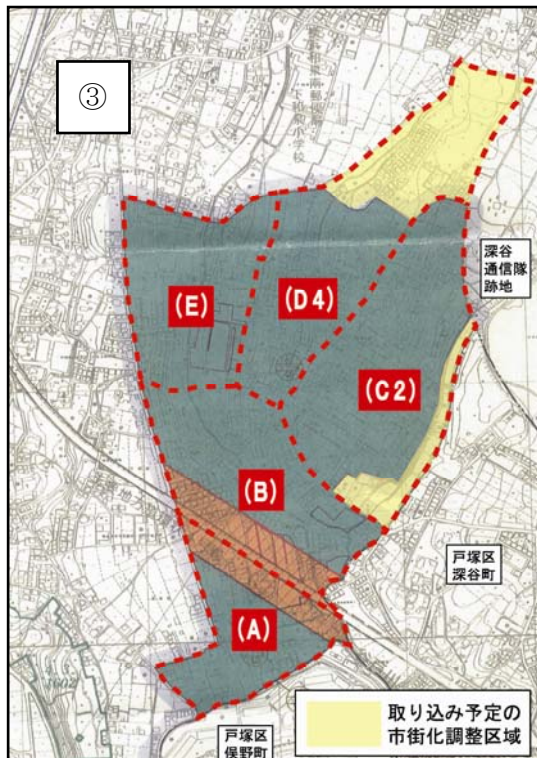 ③
(E)
(D4)
深谷
通信隊
跡地
(C2)
(B)
戸塚区
深谷町
(A)
戸塚区
俣野町
取り込み予定の
市街化調整区域